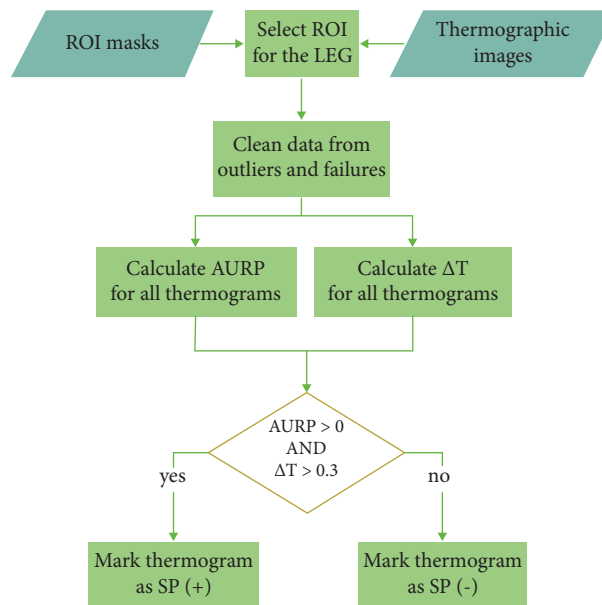 ROI masks
Select ROI
for the LEG
Thermographic
images
Clean data from
outliers and failures
Calculate AURP
for all thermograms
Calculate ΔT
for all thermograms
AURP > 0
AND
ΔT > 0.3
yes
no
Mark thermogram
as SP (+)
Mark thermogram
as SP (-)